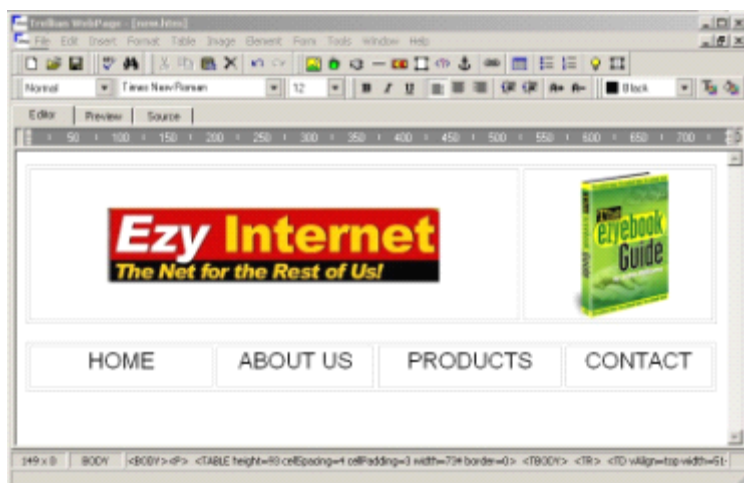 Trellian WebPage - [new.htm]
File Edit Insert Format Table Image Element Form Tools Window Help
Normal Times New Roman 12 B I U A+ A- Black
Editor Preview Source
50 100 150 200 250 300 350 400 450 500 550 600 650 700
Ezy Internet
The Net for the Rest of Us!
ezyebook
Guide
HOME ABOUT US PRODUCTS CONTACT
BODY <BODY> <P> <TABLE height=93 cellSpacing=4 cellPadding=3 width=734 border=0> <TBODY> <TR> <TD vAlign=top width=51